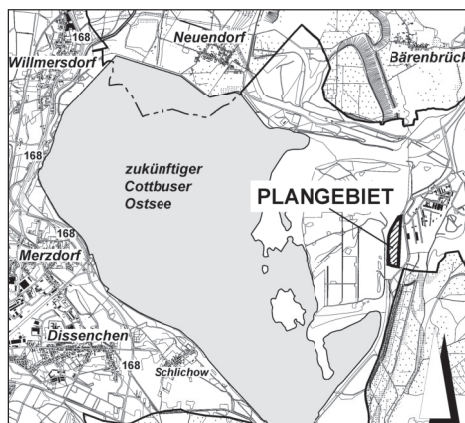 168
Neuendorf
Willmersdorf
Bärenbrück
zukünftiger
Cottbuser
Ostsee
PLANGEBIET
168
168
Merzdorf
Dissenchen
168
Schlichow